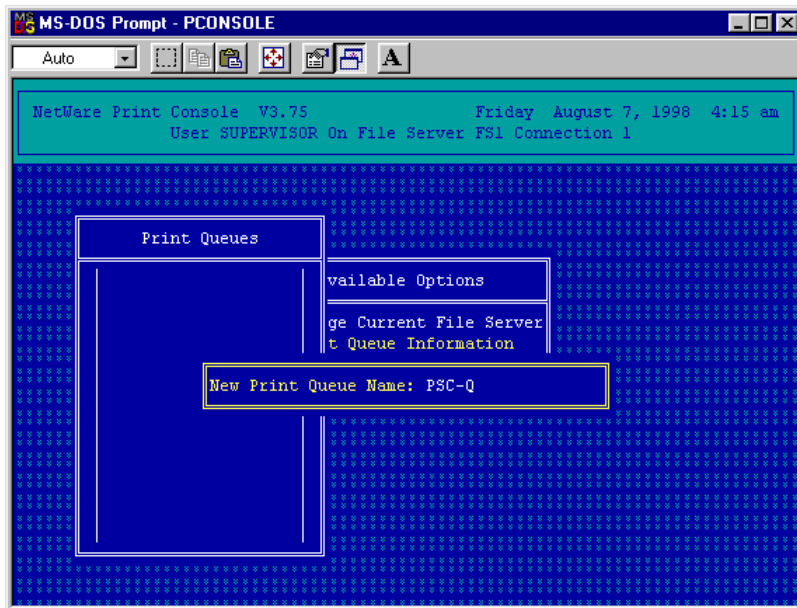 MS-DOS Prompt - PCONSOLE
Auto
A
NetWare Print Console V3.75 Friday August 7, 1998 4:15 am
User SUPERVISOR On File Server FS1 Connection 1
Print Queues
vailable Options
ge Current File Server
t Queue Information
New Print Queue Name: PSC-Q